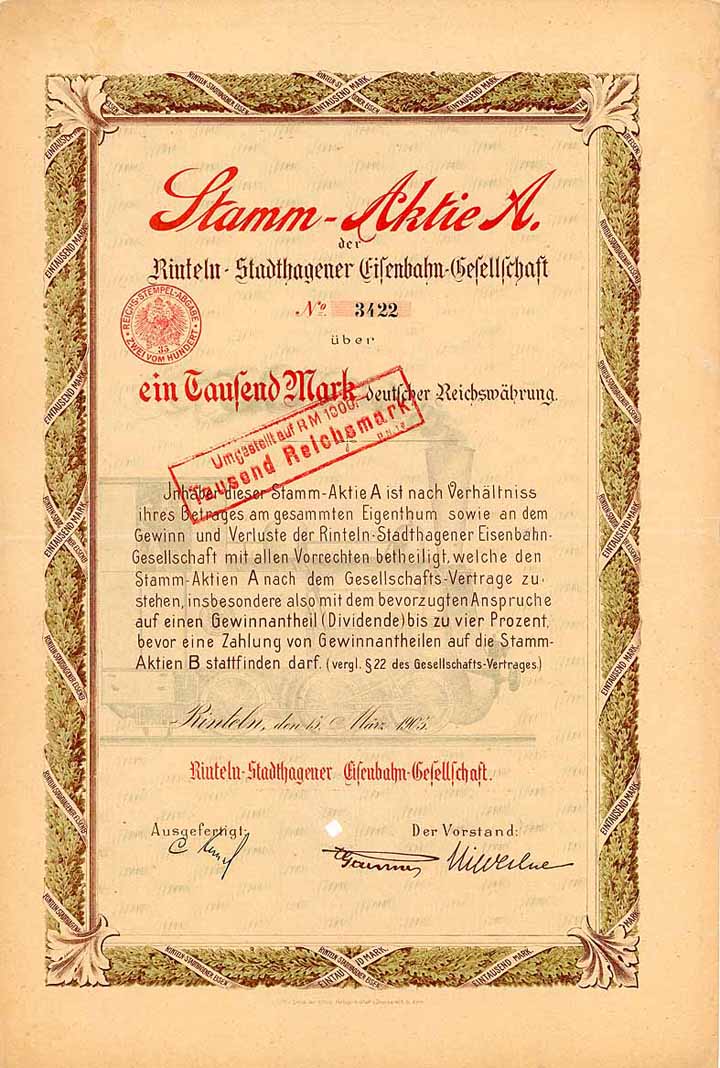 Stamm-Aktie A.
der
Rinteln-Stadthagener Eisenbahn-Gesellschaft
No 3422
REICHS-STEMPEL-ABGABE
35
ZWEI VOM HUNDERT
über
ein Tausend Mark deutscher Reichswährung.
Umgestellt auf RM 1000,-
Tausend Reichsmark
Inhaber dieser Stamm-Aktie A ist nach Verhältniss
ihres Betrages am gesammten Eigenthum sowie an dem
Gewinn und Verluste der Rinteln-Stadthagener Eisenbahn-
Gesellschaft mit allen Vorrechten betheiligt, welche den
Stamm-Aktien A nach dem Gesellschafts-Vertrage zu-
stehen, insbesondere also mit dem bevorzugten Anspruche
auf einen Gewinnantheil (Dividende) bis zu vier Prozent,
bevor eine Zahlung von Gewinnantheilen auf die Stamm-
Aktien B stattfinden darf. (vergl. §22 des Gesellschafts-Vertrages.)
Rinteln, den 15. März 1905.
Rinteln-Stadthagener Eisenbahn-Gesellschaft.
Ausgefertigt:
Der Vorstand:
EINTAUSEND MARK.
RINTELN-STADTHAGENER EISEN